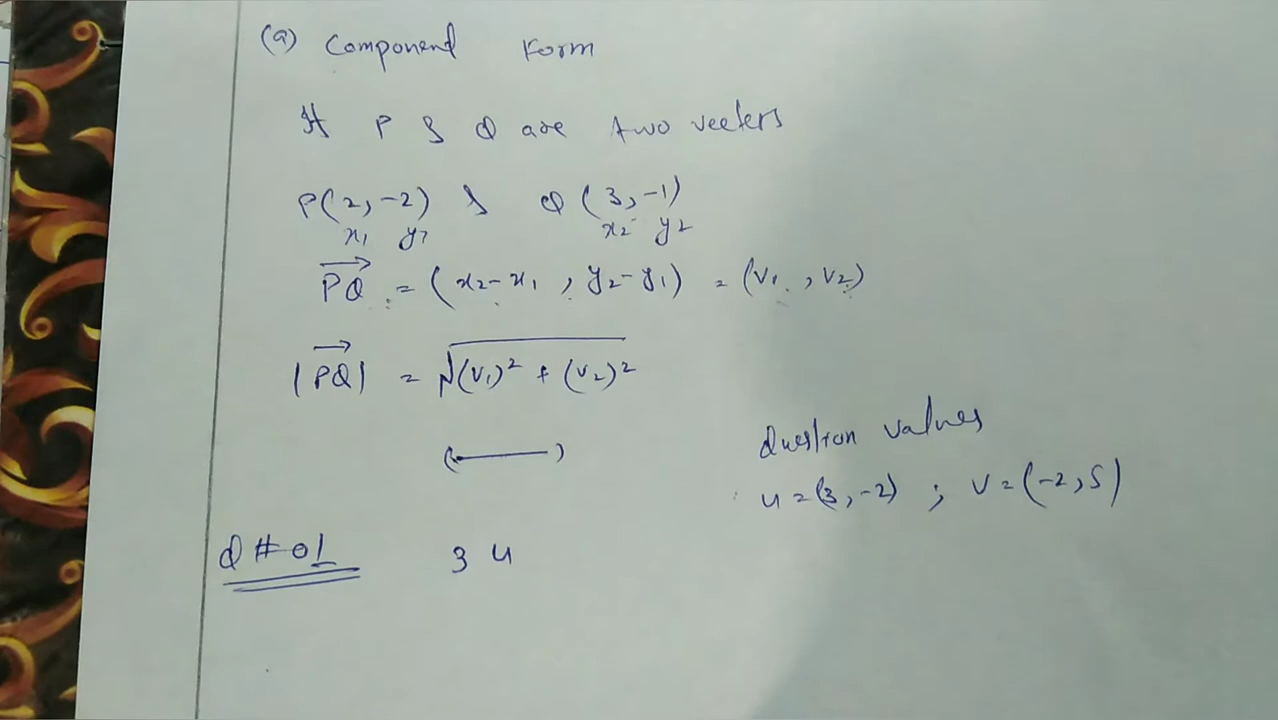 (a) Component Form
If P & Q are two vectors
P(2, -2) & Q (3, -1)
x₁ y₂ x₂ y₂
PQ = (x₂-x₁ , y₂-y₁) = (v₁ , v₂)
|PQ| = √(v₁)² + (v₂)²
Question values
u = (3, -2) ; v = (-2, 5)
Q # 01 3 u